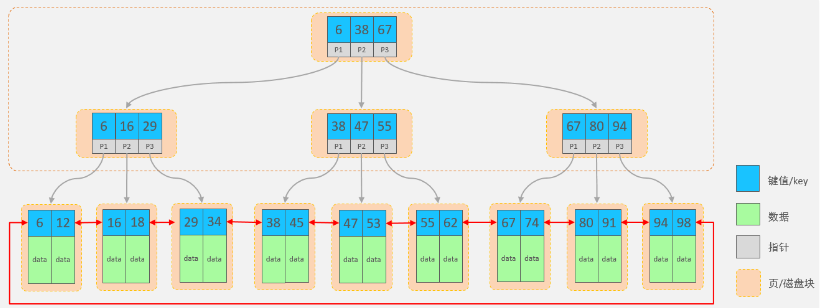 6 38 67
P1 P2 P3
6 16 29
P1 P2 P3
38 47 55
P1 P2 P3
67 80 94
P1 P2 P3
6 12
16 18
29 34
38 45
47 53
55 62
67 74
80 91
94 98
data data
data data
data data
data data
data data
data data
data data
data data
data data
键值/key
数据
指针
页/磁盘块